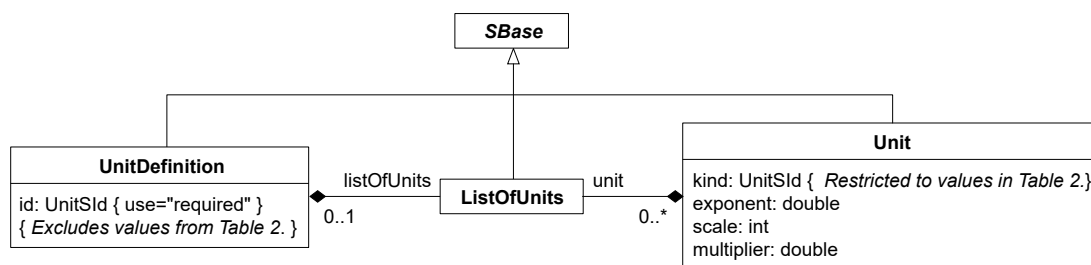 SBase
UnitDefinition
id: UnitSId { use="required" }
{ Excludes values from Table 2. }
listOfUnits
0..1
ListOfUnits
unit
0..*
Unit
kind: UnitSId { Restricted to values in Table 2.}
exponent: double
scale: int
multiplier: double